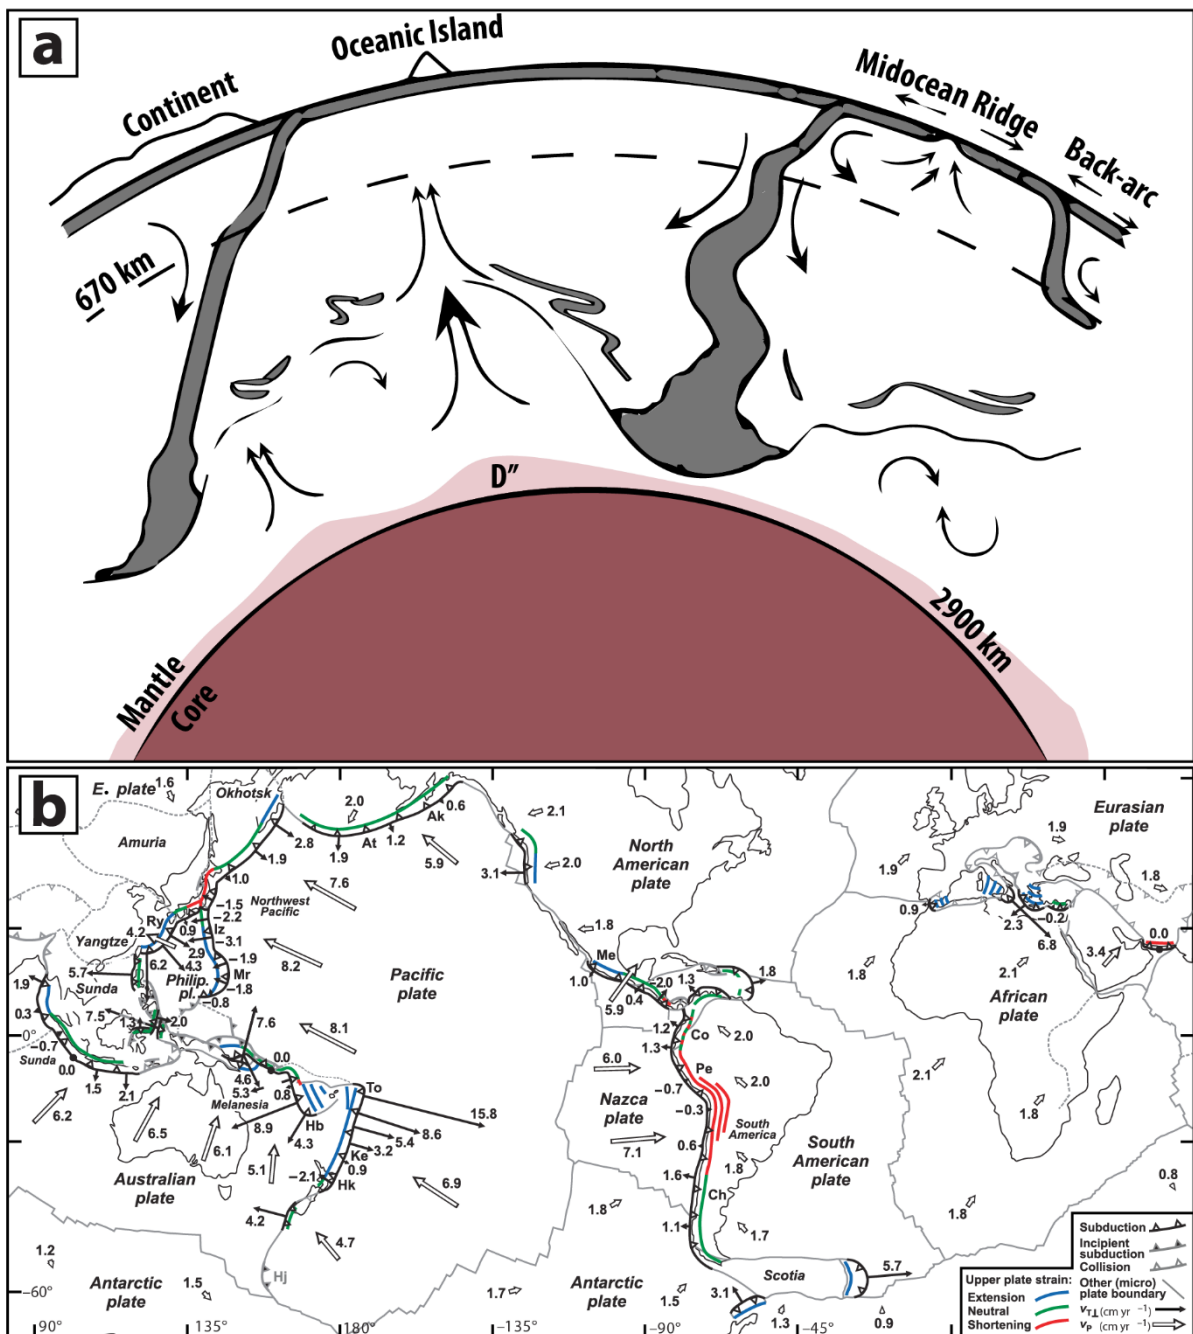 a
Oceanic Island
Continent
Midocean Ridge
Back-arc
670 km
D″
2900 km
Mantle
Core
b
E. plate
1.6
Okhotsk
2.0
0.6
Ak
2.1
Eurasian
plate
Amuria
2.8
At
1.2
1.9
1.9
5.9
North
American
plate
2.0
3.1
1.9
1.9
1.8
1.0
7.6
Northwest
Pacific
−1.5
−2.2
Ry
4.2
0.9
Iz
−3.1
2.9
Yangtze
6.2
4.3
−1.9
8.2
Pacific
plate
1.8
Me
1.0
0.4
5.9
−2.0
1.3
1.8
0.9
2.3
−0.2
6.8
0.0
3.4
5.7
Sunda
Philip.
pl.
Mr
−1.8
−0.8
1.9
0.3
7.5
1.3
2.0
7.6
8.1
1.8
2.1
African
plate
−0.7
Sunda
0.0
0.0
1.2
1.3
Co
2.0
0°
1.5
2.1
4.6
5.3
Melanesia
0.8
To
6.0
Pe
2.0
2.1
1.8
6.2
6.5
6.1
8.9
Hb
4.3
15.8
8.6
5.4
3.2
Nazca
plate
−0.7
−0.3
South
America
7.1
0.6
1.8
South
American
plate
5.1
Ke
0.9
−2.1
Hk
Australian
plate
6.9
1.6
Ch
1.8
1.8
0.8
4.2
4.7
1.1
1.7
1.2
Hj
Antarctic
plate
1.5
1.7
Antarctic
plate
1.5
3.1
Scotia
5.7
1.3
0.9
−60°
90°
135°
180°
−135°
−90°
−45°
Subduction
Incipient
subduction
Collision
Upper plate strain:
Extension
Neutral
Shortening
Other (micro)
plate boundary
vT⊥ (cm yr −1)
vP (cm yr −1)